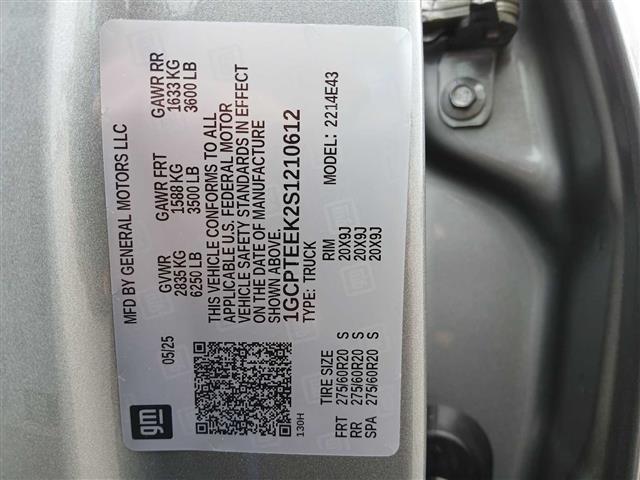 MFD BY GENERAL MOTORS LLC
05/25
GVWR
2835 KG
6250 LB
GAWR FRT
1588 KG
3500 LB
GAWR RR
1633 KG
3600 LB
THIS VEHICLE CONFORMS TO ALL
APPLICABLE U.S. FEDERAL MOTOR
VEHICLE SAFETY STANDARDS IN EFFECT
ON THE DATE OF MANUFACTURE
SHOWN ABOVE.
1GCPTEEK2S1210612
TYPE: TRUCK
MODEL: 2214E43
gm
130H
TIRE SIZE RIM
FRT 275/60R20 S 20X9J
RR 275/60R20 S 20X9J
SPA 275/60R20 S 20X9J